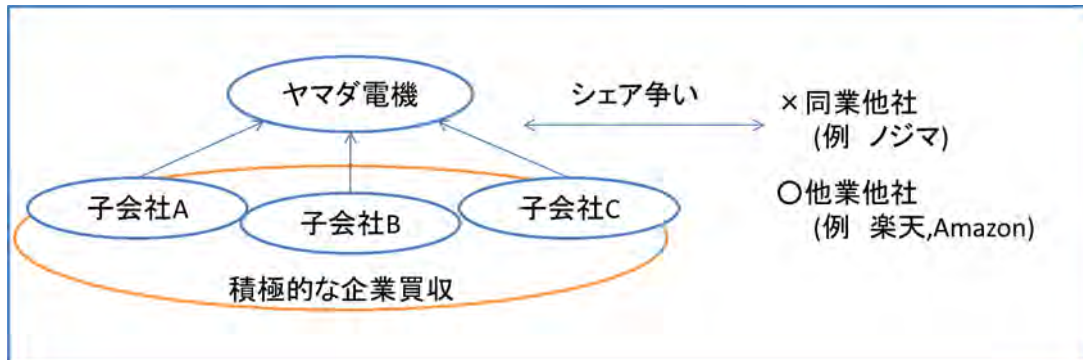 ヤマダ電機
シェア争い
×同業他社
(例 ノジマ)
子会社A
子会社B
子会社C
〇他業他社
(例 楽天,Amazon)
積極的な企業買収